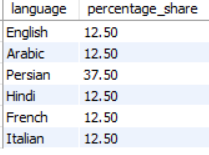 language percentage_share
English 12.50
Arabic 12.50
Persian 37.50
Hindi 12.50
French 12.50
Italian 12.50